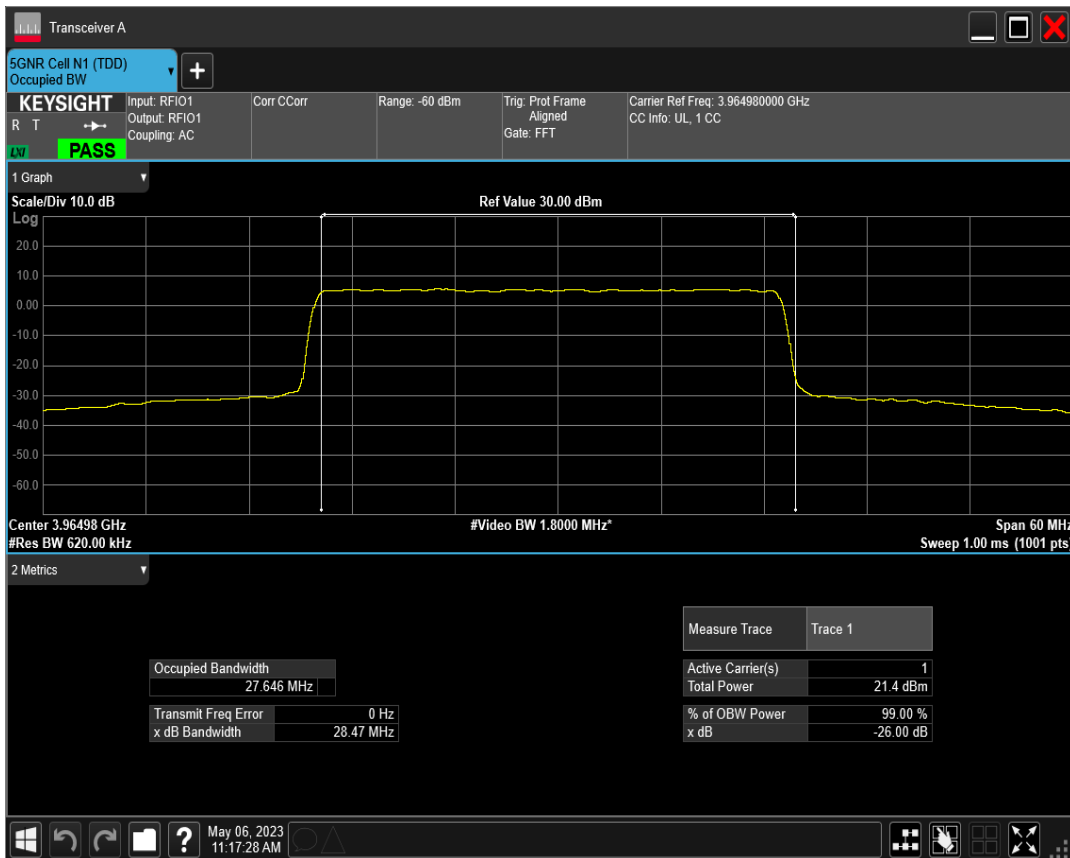 Transceiver A
5GNR Cell N1 (TDD)
Occupied BW
+
KEYSIGHT
R T
LXI
PASS
Input: RFIO1
Output: RFIO1
Coupling: AC
Corr CCorr
Range: -60 dBm
Trig: Prot Frame
Aligned
Gate: FFT
Carrier Ref Freq: 3.964980000 GHz
CC Info: UL, 1 CC
1 Graph
Scale/Div 10.0 dB
Ref Value 30.00 dBm
Log
20.0
10.0
0.00
-10.0
-20.0
-30.0
-40.0
-50.0
-60.0
Center 3.96498 GHz
#Video BW 1.8000 MHz*
Span 60 MHz
#Res BW 620.00 kHz
Sweep 1.00 ms (1001 pts)
2 Metrics
Measure Trace Trace 1
Occupied Bandwidth
27.646 MHz
Active Carrier(s) 1
Total Power 21.4 dBm
Transmit Freq Error 0 Hz
x dB Bandwidth 28.47 MHz
% of OBW Power 99.00 %
x dB -26.00 dB
?
May 06, 2023
11:17:28 AM